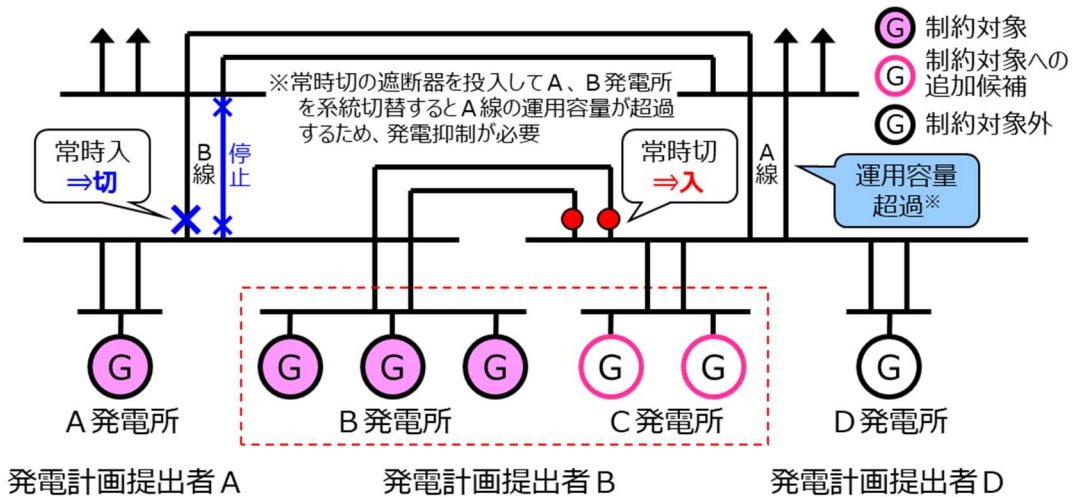 G 制約対象
G 制約対象への
追加候補
G 制約対象外
※常時切の遮断器を投入してA、B発電所
を系統切替するとA線の運用容量が超過
するため、発電抑制が必要
常時入
⇒切
B線
停止
常時切
⇒入
A線
運用容量
超過※
G
G
G
G
G
G
G
A発電所
B発電所
C発電所
D発電所
発電計画提出者A
発電計画提出者B
発電計画提出者D